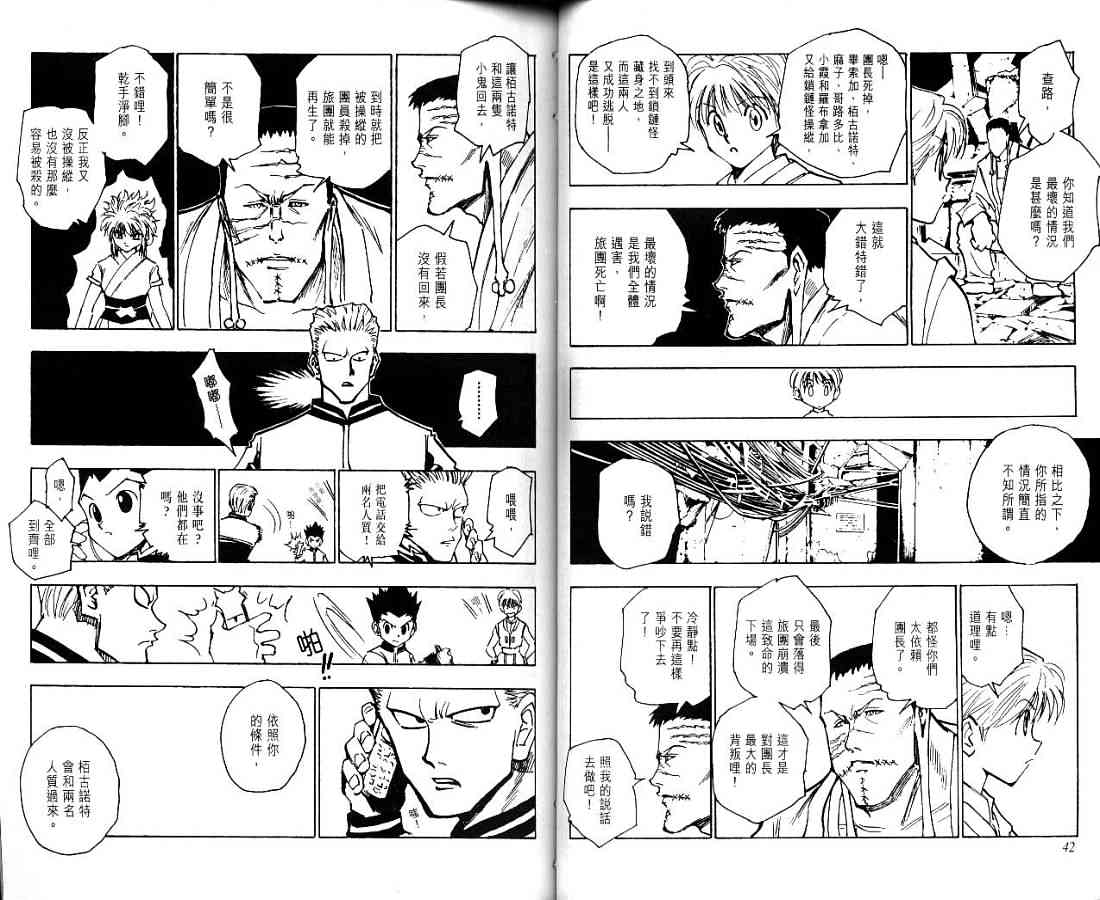 查路，
你知道我們
最壞的情況
是甚麼嗎？
嗯──
團長死掉，
畢索加、栢古諾特、
麻子、哥路多比、
小霞和羅布拿加
又給鎖鏈怪操縱，
到頭來
找不到鎖鏈怪
藏身之地，
而這兩人
又成功逃脫
是這樣吧！
這就
大錯特錯了，
最壞的情況
是我們全體
遇害，
旅團死亡啊！
相比之下，
你所指的
情況簡直
不知所謂。
我說錯
嗎？
嗯…
有點
道理哩。
都怪你們
太依賴
團長了。
這才是
對團長
最大的
背叛哩！
最後
只會落得
旅團崩潰
這致命的
下場。
冷靜點！
不要再這樣
爭吵下去
了！
照我的說話
去做吧！
42
讓栢古諾特
和這兩隻
小鬼回去，
假若團長
沒有回來，
到時就把
被操縱的
團員殺掉，
旅團就能
再生了。
不是很
簡單嗎？
不錯哩！
乾手淨腳。
反正我又
沒被操縱，
也沒有那麼
容易被殺的。
………
嘟嘟──
喂，
把電話交給
兩名人質！
沒事吧？
他們都在
嗎？
嗯，
全部
到齊哩。
啪
!!
依照你
的條件，
栢古諾特
會和兩名
人質過來。